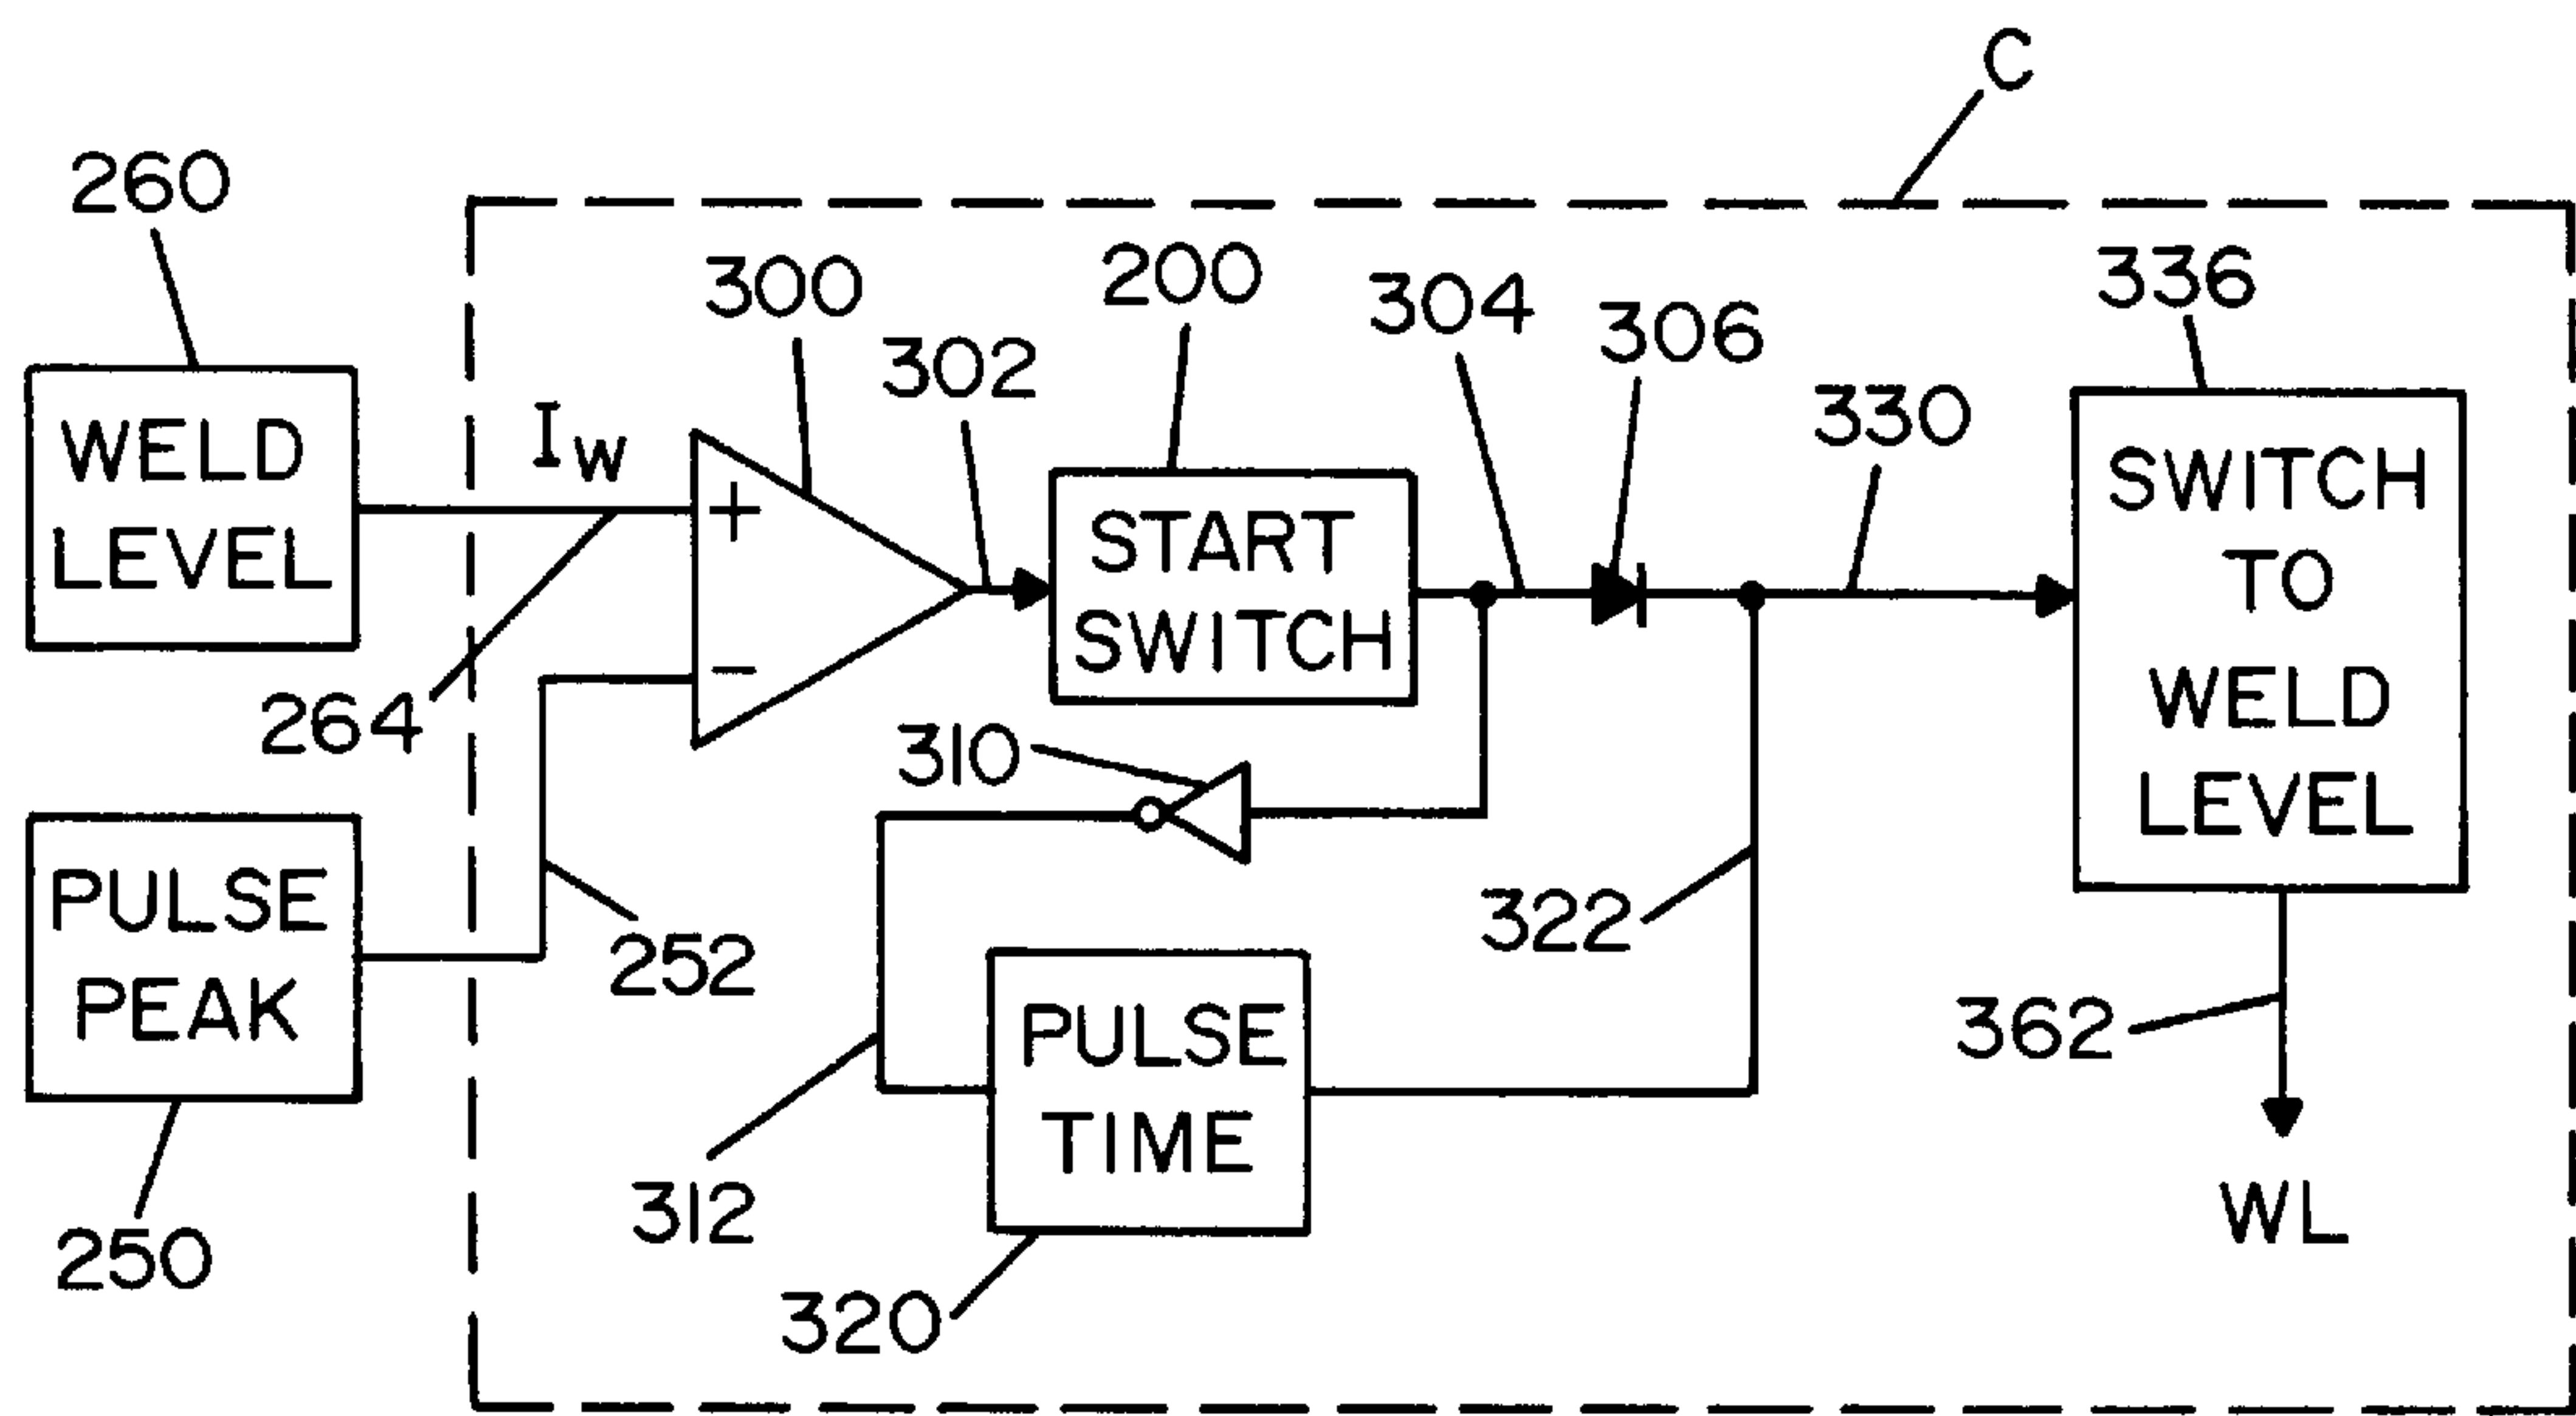 C
260
300
200
336
302
304
306
330
WELD
LEVEL
I_W
+
−
START
SWITCH
SWITCH
TO
WELD
LEVEL
264
310
252
322
PULSE
PEAK
250
312
PULSE
TIME
320
362
WL